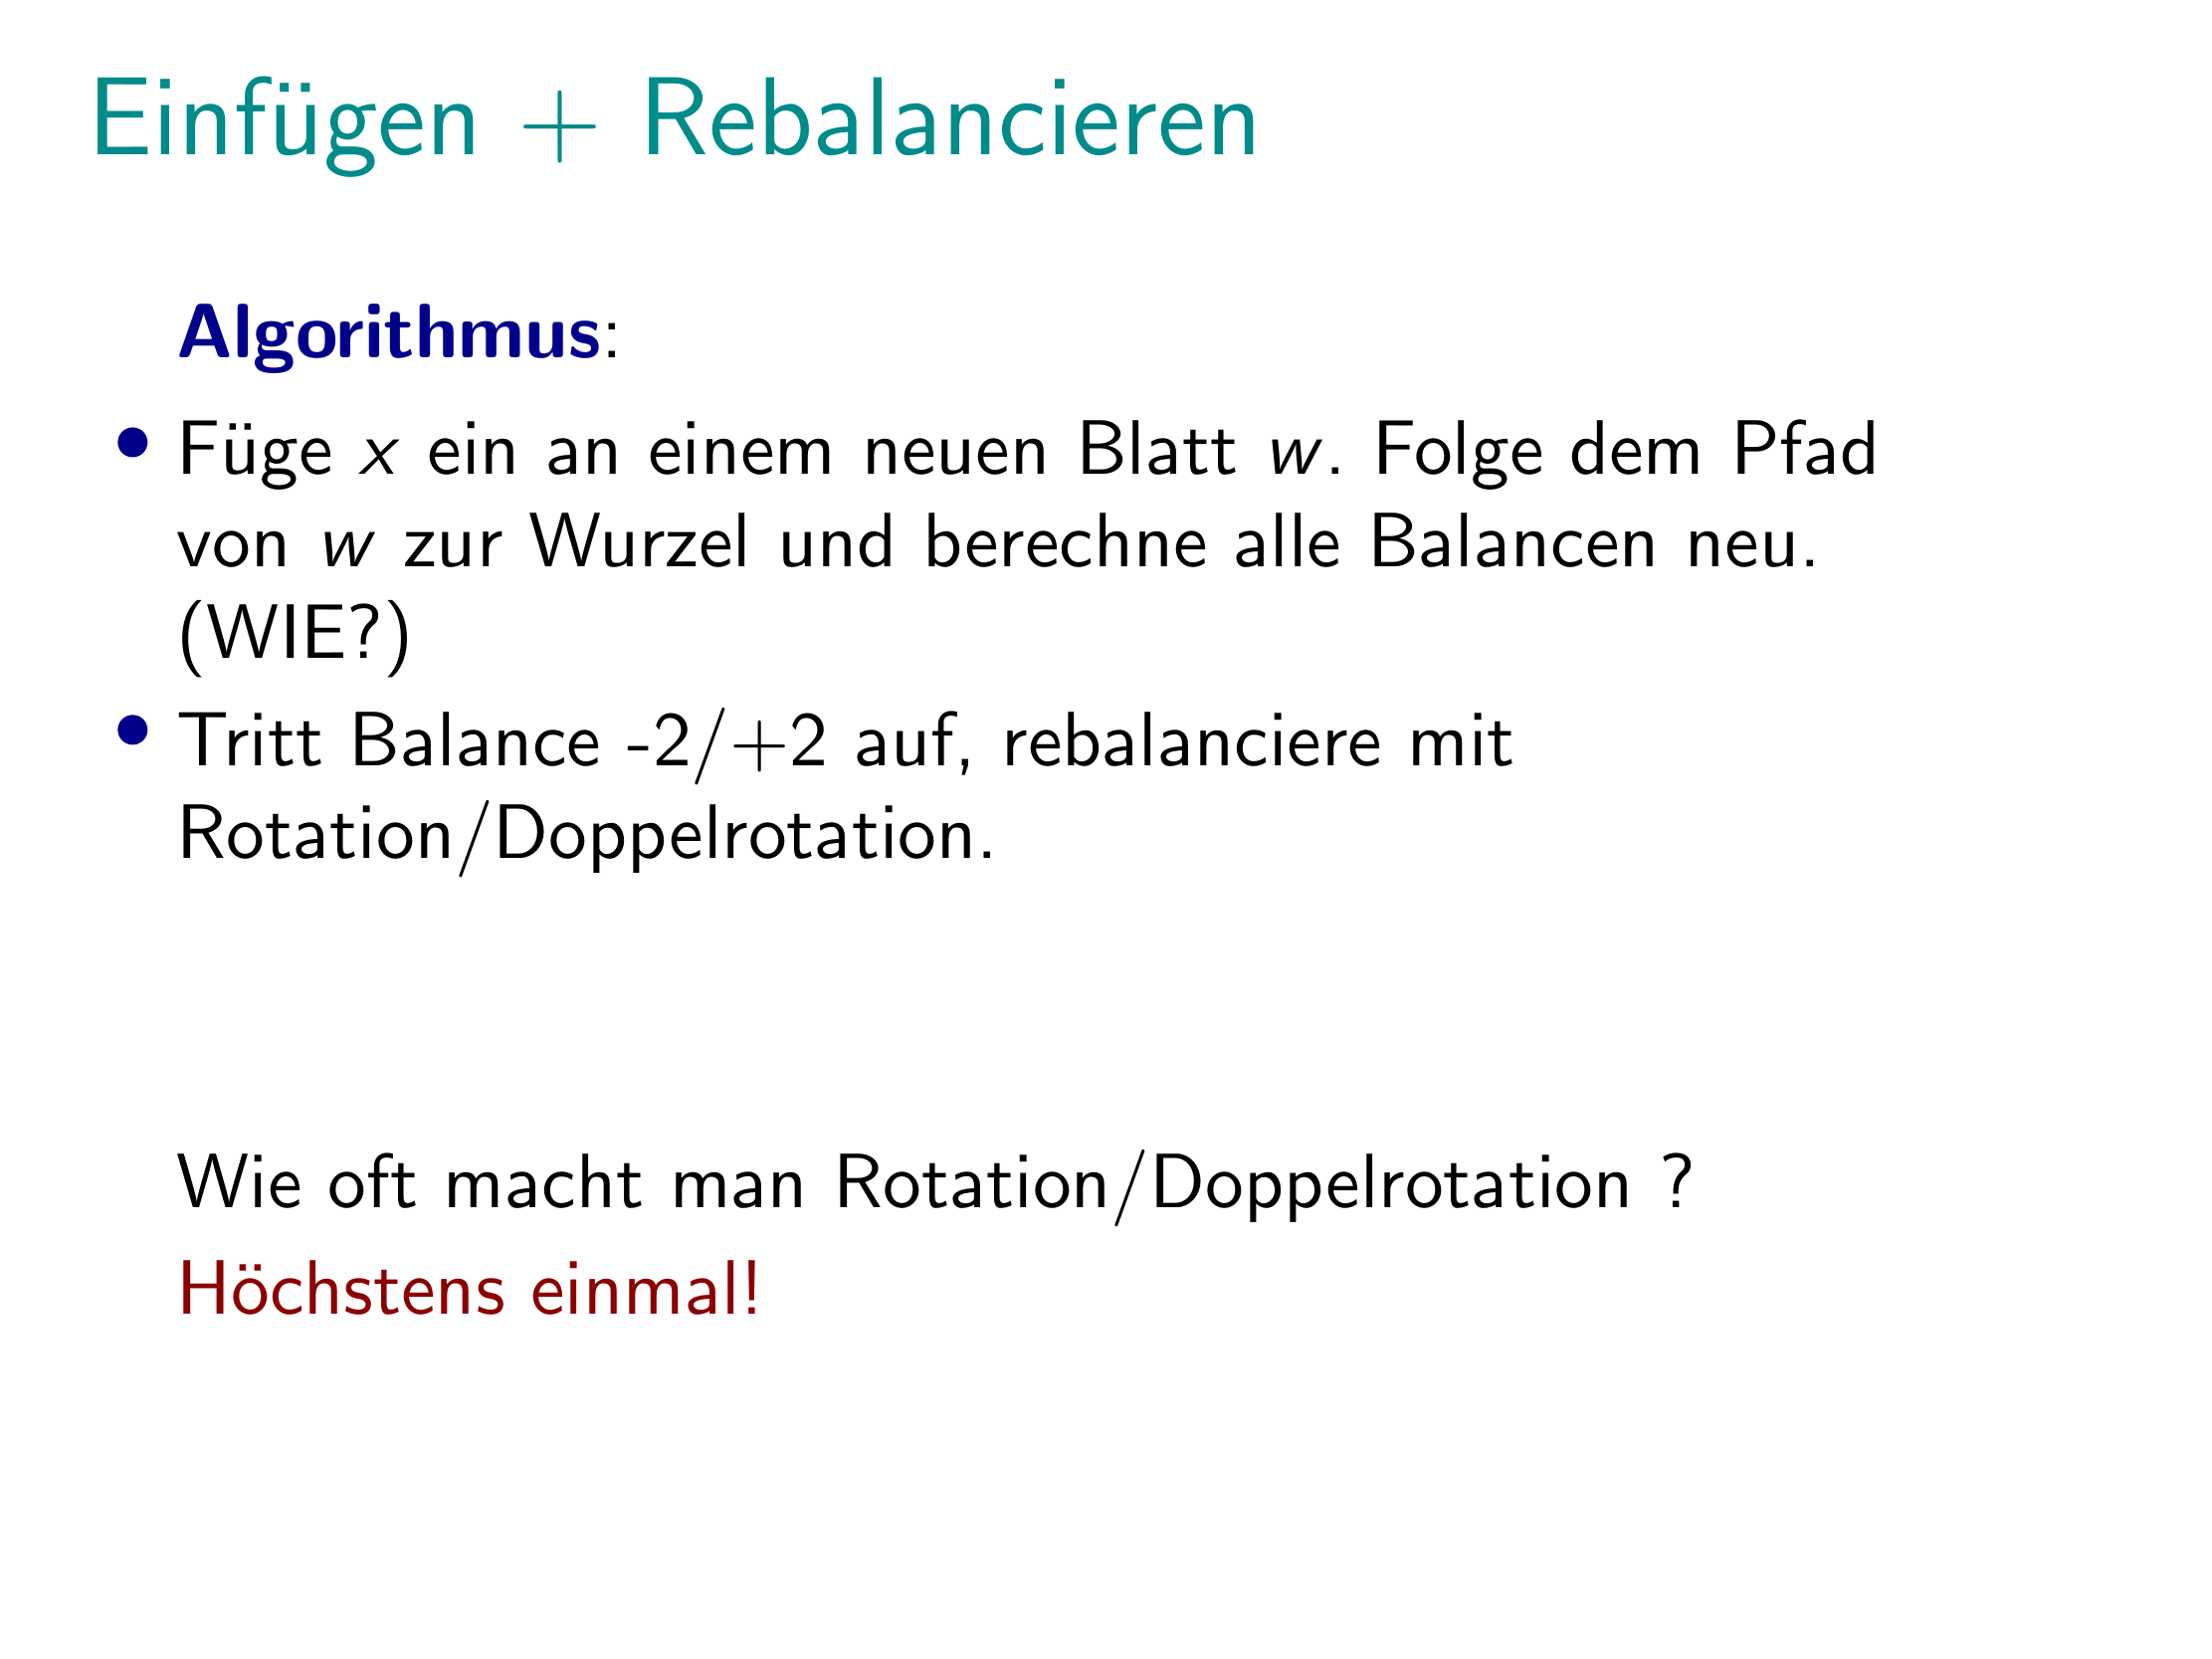 Einfügen + Rebalancieren
Algorithmus:
• Füge x ein an einem neuen Blatt w. Folge dem Pfad
von w zur Wurzel und berechne alle Balancen neu.
(WIE?)
• Tritt Balance -2/+2 auf, rebalanciere mit
Rotation/Doppelrotation.
Wie oft macht man Rotation/Doppelrotation ?
Höchstens einmal!